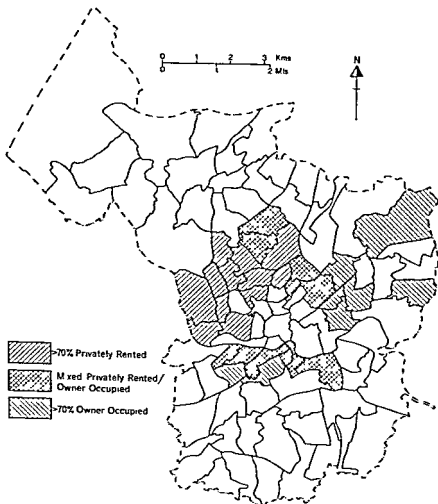 0 1 2 3 Kms
0 1 2 Mls
N
>70% Privately Rented
Mixed Privately Rented/
Owner Occupied
>70% Owner Occupied